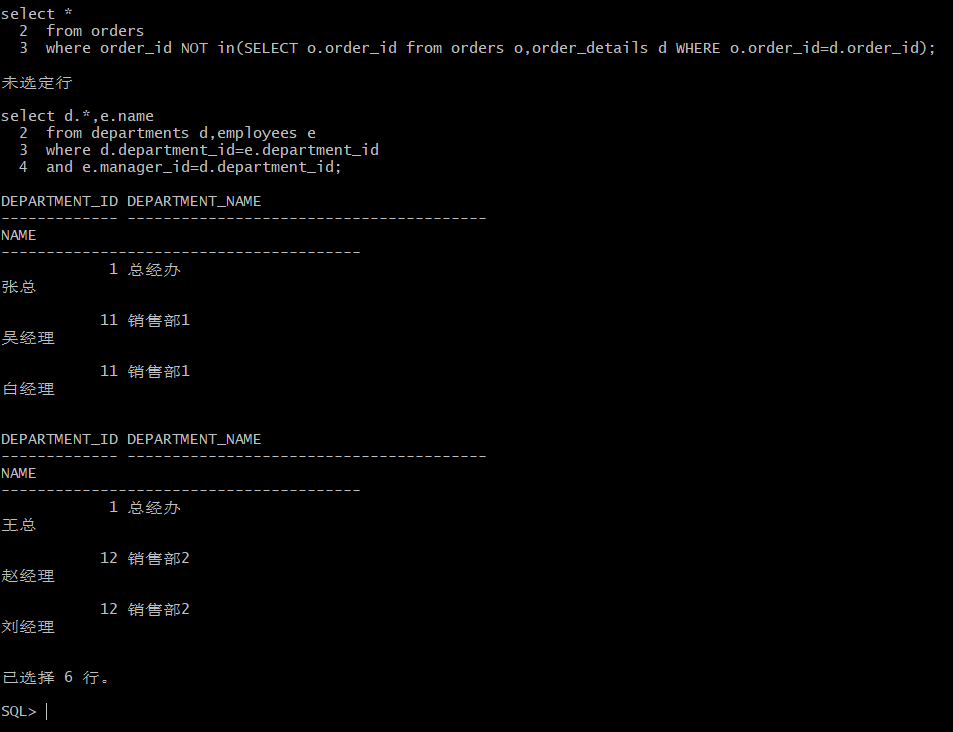 select *
  2  from orders
  3  where order_id NOT in(SELECT o.order_id from orders o,order_details d WHERE o.order_id=d.order_id);
未选定行
select d.*,e.name
  2  from departments d,employees e
  3  where d.department_id=e.department_id
  4  and e.manager_id=d.department_id;
DEPARTMENT_ID DEPARTMENT_NAME
------------- ----------------------------------------
NAME
----------------------------------------
            1 总经办
张总
           11 销售部1
吴经理
           11 销售部1
白经理
DEPARTMENT_ID DEPARTMENT_NAME
------------- ----------------------------------------
NAME
----------------------------------------
            1 总经办
王总
           12 销售部2
赵经理
           12 销售部2
刘经理
已选择 6 行。
SQL>